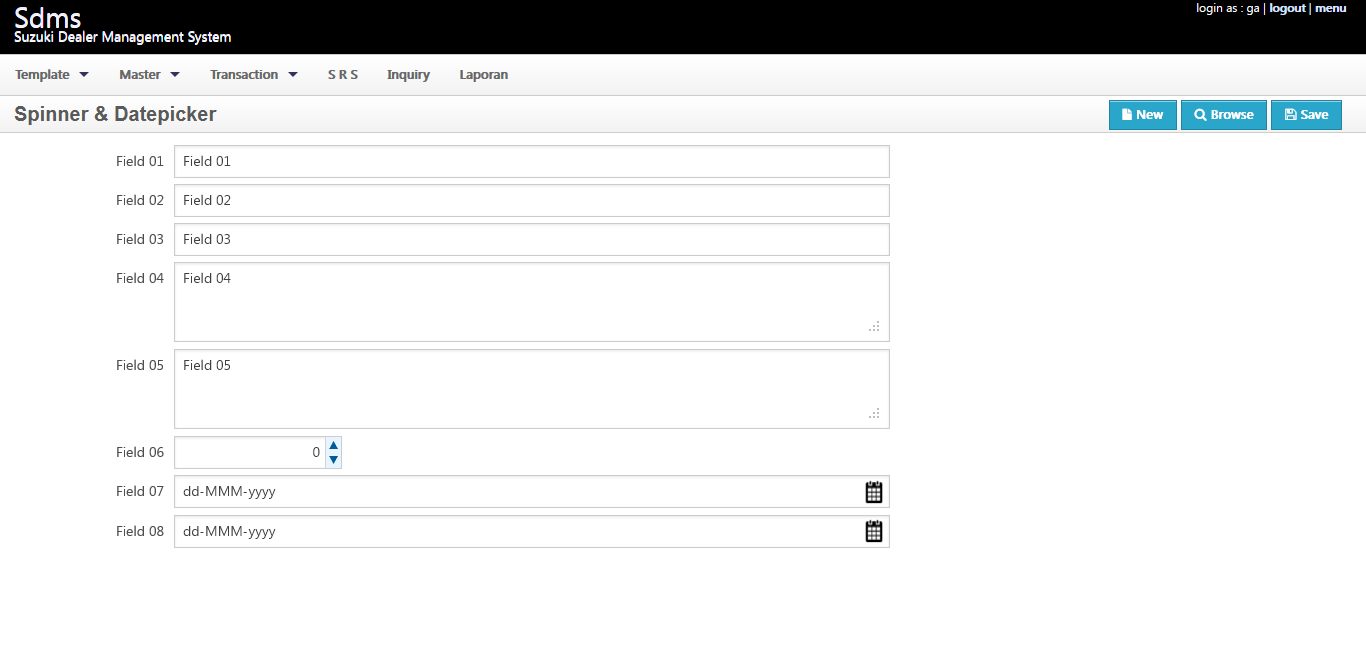 Sdms
Suzuki Dealer Management System
login as : ga | logout | menu
Template Master Transaction S R S Inquiry Laporan
Spinner & Datepicker
New Browse Save
Field 01 Field 01
Field 02 Field 02
Field 03 Field 03
Field 04 Field 04
Field 05 Field 05
Field 06 0
Field 07 dd-MMM-yyyy
Field 08 dd-MMM-yyyy